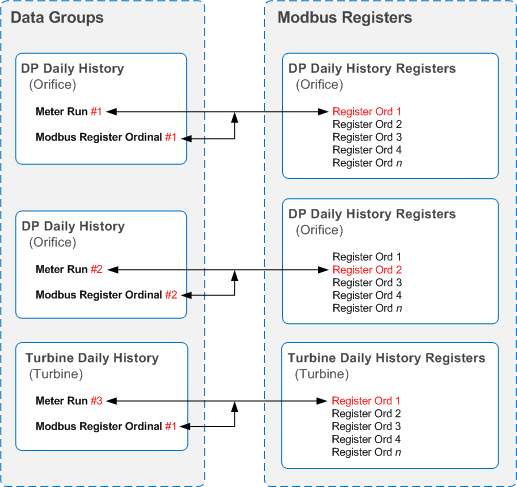 Data Groups
DP Daily History
(Orifice)
Meter Run #1
Modbus Register Ordinal #1
DP Daily History
(Orifice)
Meter Run #2
Modbus Register Ordinal #2
Turbine Daily History
(Turbine)
Meter Run #3
Modbus Register Ordinal #1
Modbus Registers
DP Daily History Registers
(Orifice)
Register Ord 1
Register Ord 2
Register Ord 3
Register Ord 4
Register Ord n
DP Daily History Registers
(Orifice)
Register Ord 1
Register Ord 2
Register Ord 3
Register Ord 4
Register Ord n
Turbine Daily History Registers
(Turbine)
Register Ord 1
Register Ord 2
Register Ord 3
Register Ord 4
Register Ord n